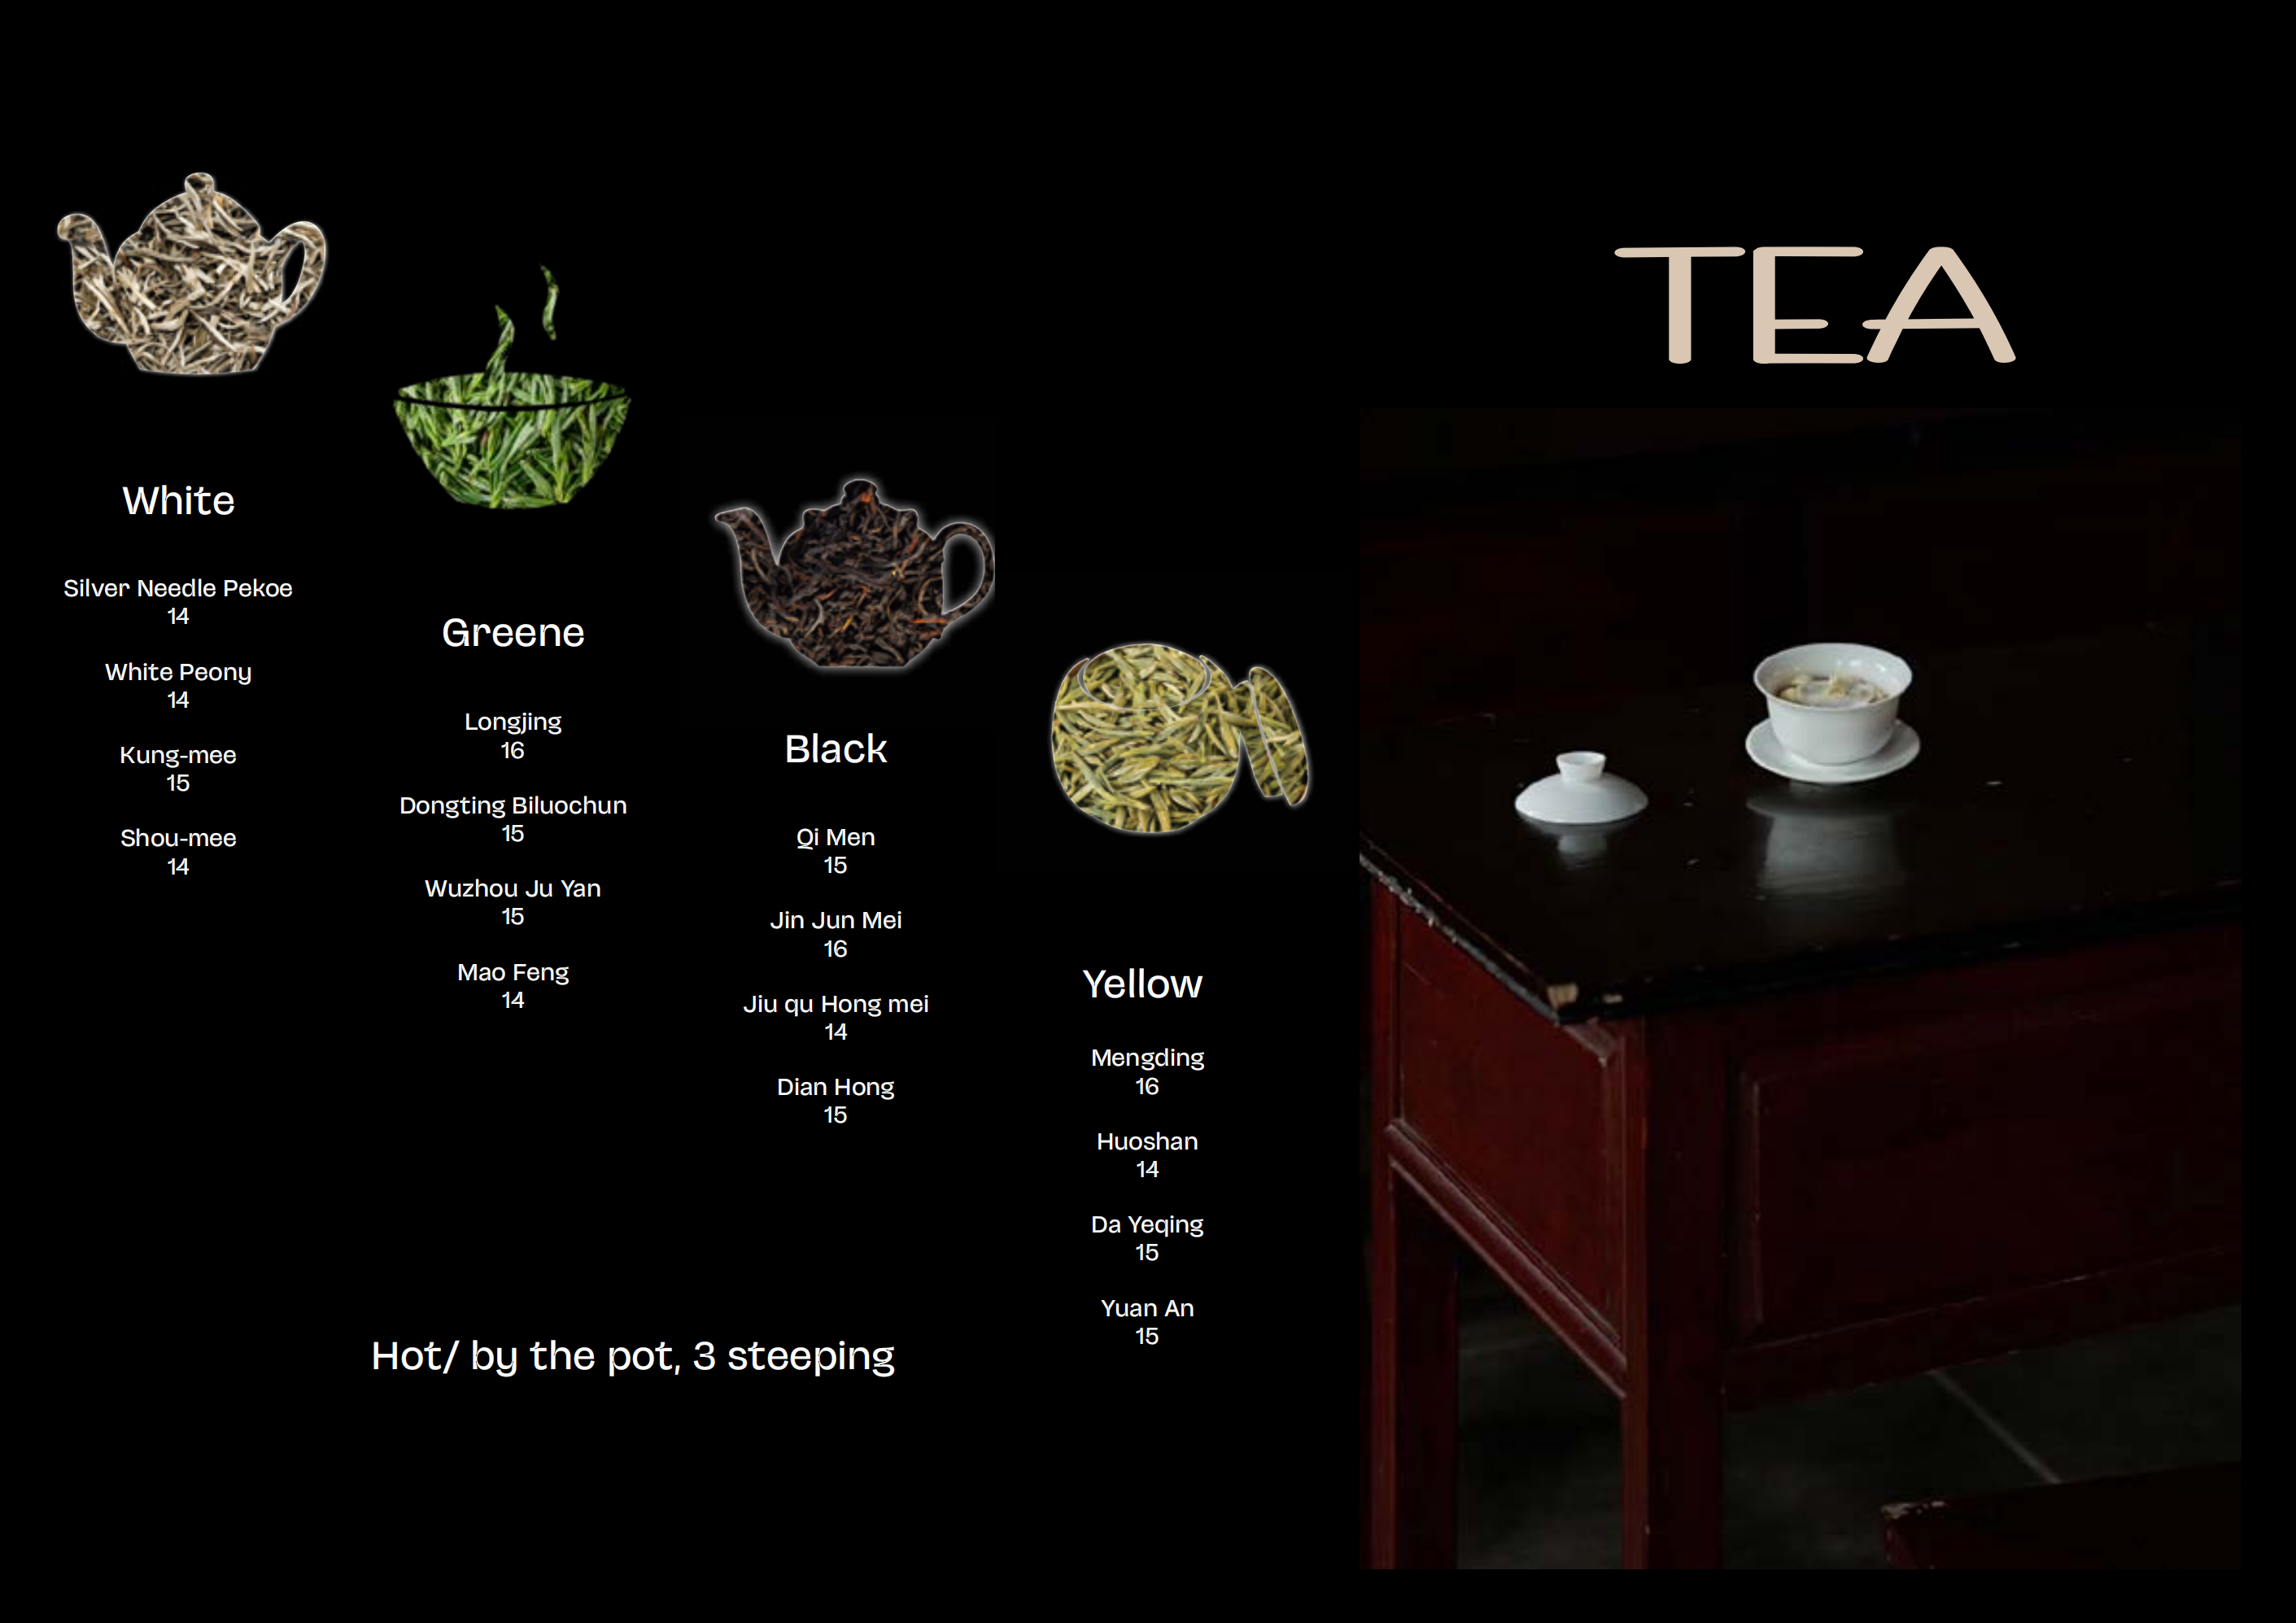 TEA
White
Silver Needle Pekoe
14
White Peony
14
Kung-mee
15
Shou-mee
14
Greene
Longjing
16
Dongting Biluochun
15
Wuzhou Ju Yan
15
Mao Feng
14
Black
Qi Men
15
Jin Jun Mei
16
Jiu qu Hong mei
14
Dian Hong
15
Yellow
Mengding
16
Huoshan
14
Da Yeqing
15
Yuan An
15
Hot/ by the pot, 3 steeping